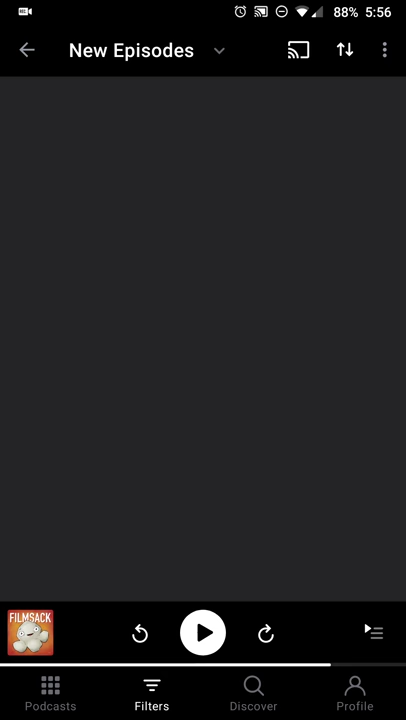 88% 5:56
New Episodes
FILMSACK
Podcasts
Filters
Discover
Profile